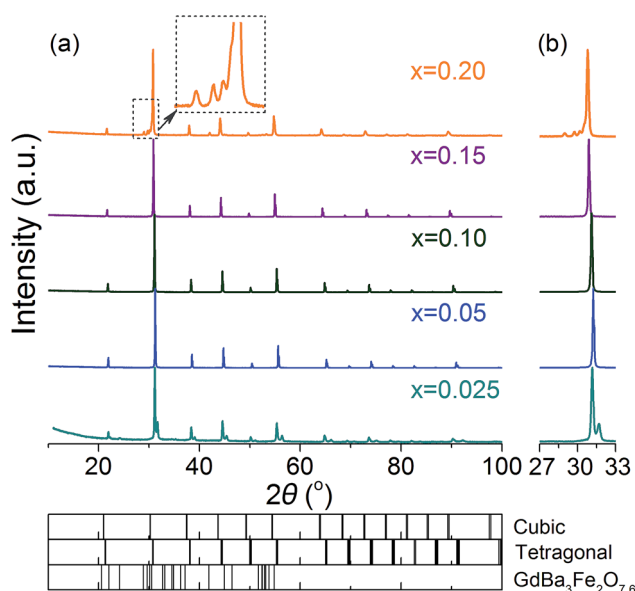 (a)
(b)
x=0.20
x=0.15
x=0.10
x=0.05
x=0.025
Intensity (a.u.)
20 40 60 80 100
27 30 33
2θ (°)
Cubic
Tetragonal
GdBa₃Fe₂O₇.₆